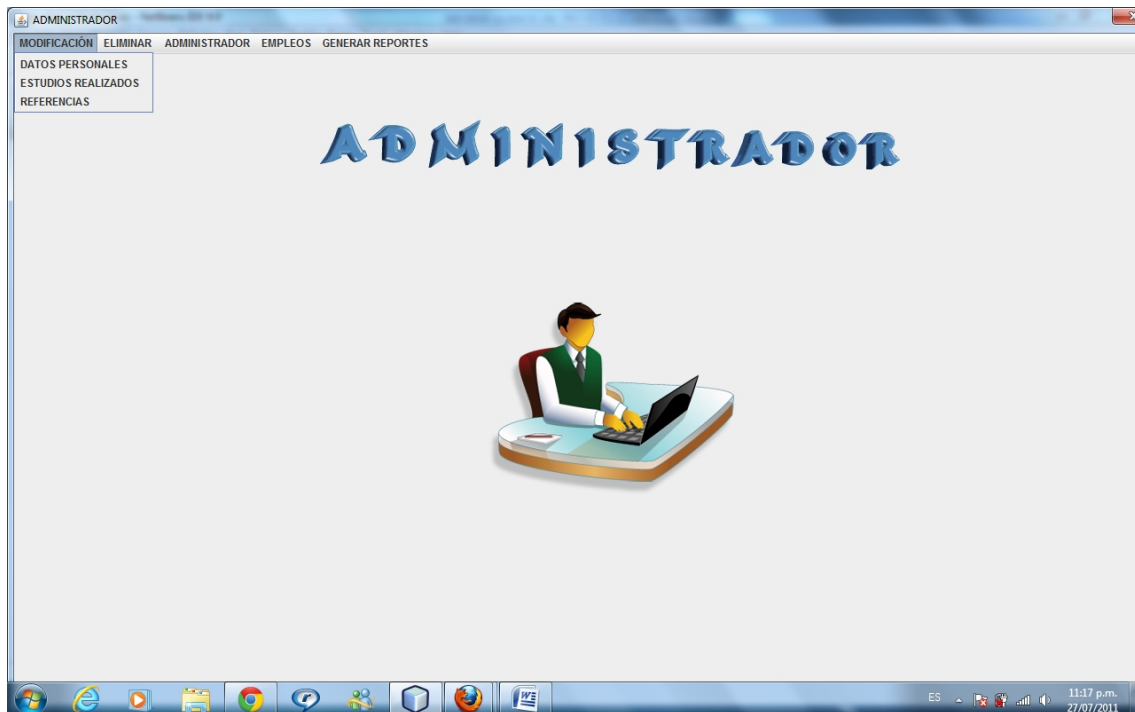 ADMINISTRADOR
MODIFICACIÓN ELIMINAR ADMINISTRADOR EMPLEOS GENERAR REPORTES
DATOS PERSONALES
ESTUDIOS REALIZADOS
REFERENCIAS
ADMINISTRADOR
ES
11:17 p.m.
27/07/2011